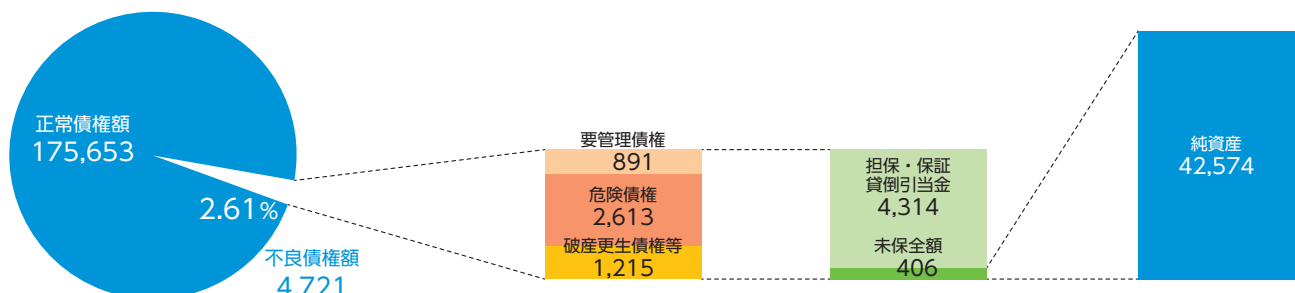 正常債権額
175,653
2.61%
不良債権額
4,721
要管理債権
891
危険債権
2,613
破産更生債権等
1,215
担保・保証
貸倒引当金
4,314
未保全額
406
純資産
42,574